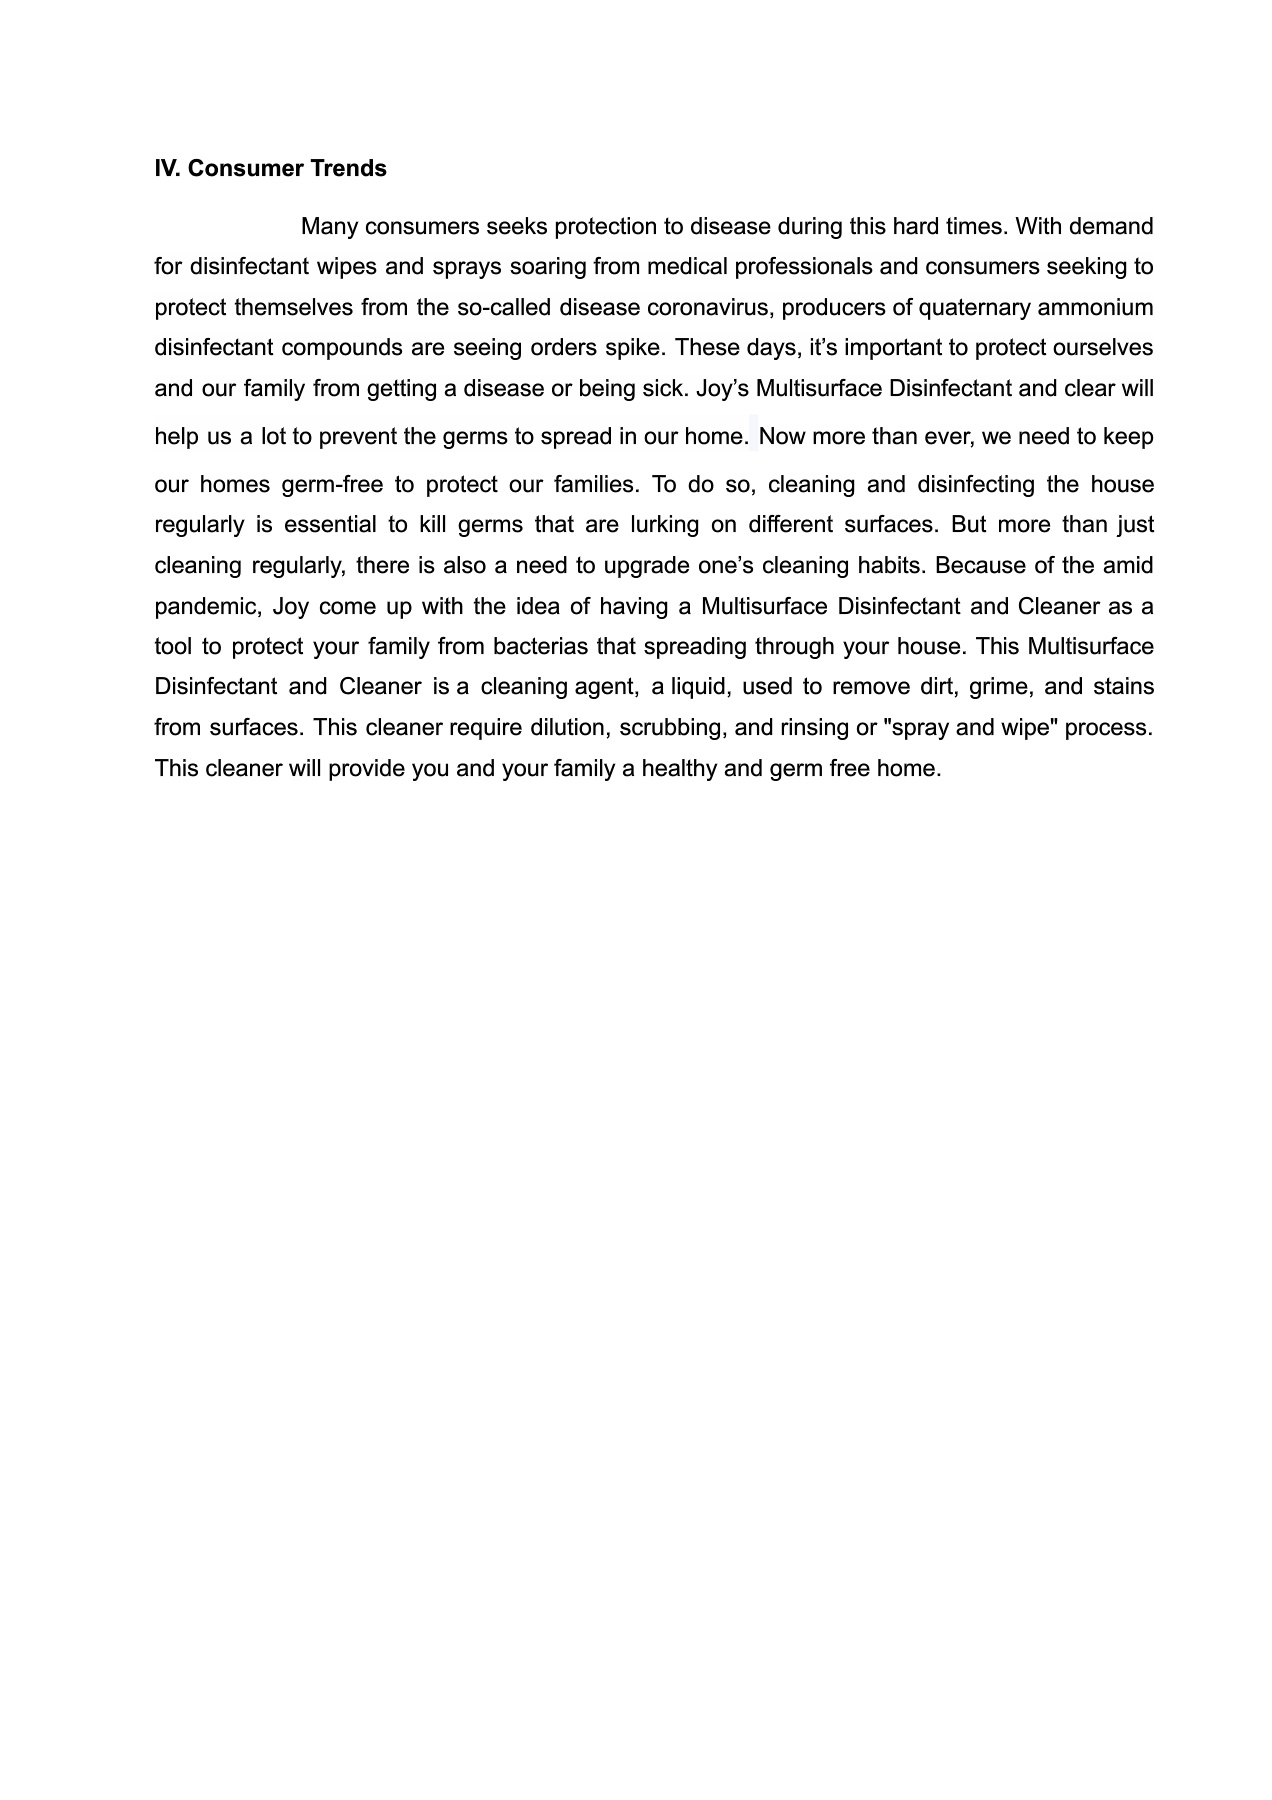 IV. Consumer Trends
Many consumers seeks protection to disease during this hard times. With demand
for disinfectant wipes and sprays soaring from medical professionals and consumers seeking to
protect themselves from the so-called disease coronavirus, producers of quaternary ammonium
disinfectant compounds are seeing orders spike. These days, it’s important to protect ourselves
and our family from getting a disease or being sick. Joy’s Multisurface Disinfectant and clear will
help us a lot to prevent the germs to spread in our home. Now more than ever, we need to keep
our homes germ-free to protect our families. To do so, cleaning and disinfecting the house
regularly is essential to kill germs that are lurking on different surfaces. But more than just
cleaning regularly, there is also a need to upgrade one’s cleaning habits. Because of the amid
pandemic, Joy come up with the idea of having a Multisurface Disinfectant and Cleaner as a
tool to protect your family from bacterias that spreading through your house. This Multisurface
Disinfectant and Cleaner is a cleaning agent, a liquid, used to remove dirt, grime, and stains
from surfaces. This cleaner require dilution, scrubbing, and rinsing or "spray and wipe" process.
This cleaner will provide you and your family a healthy and germ free home.